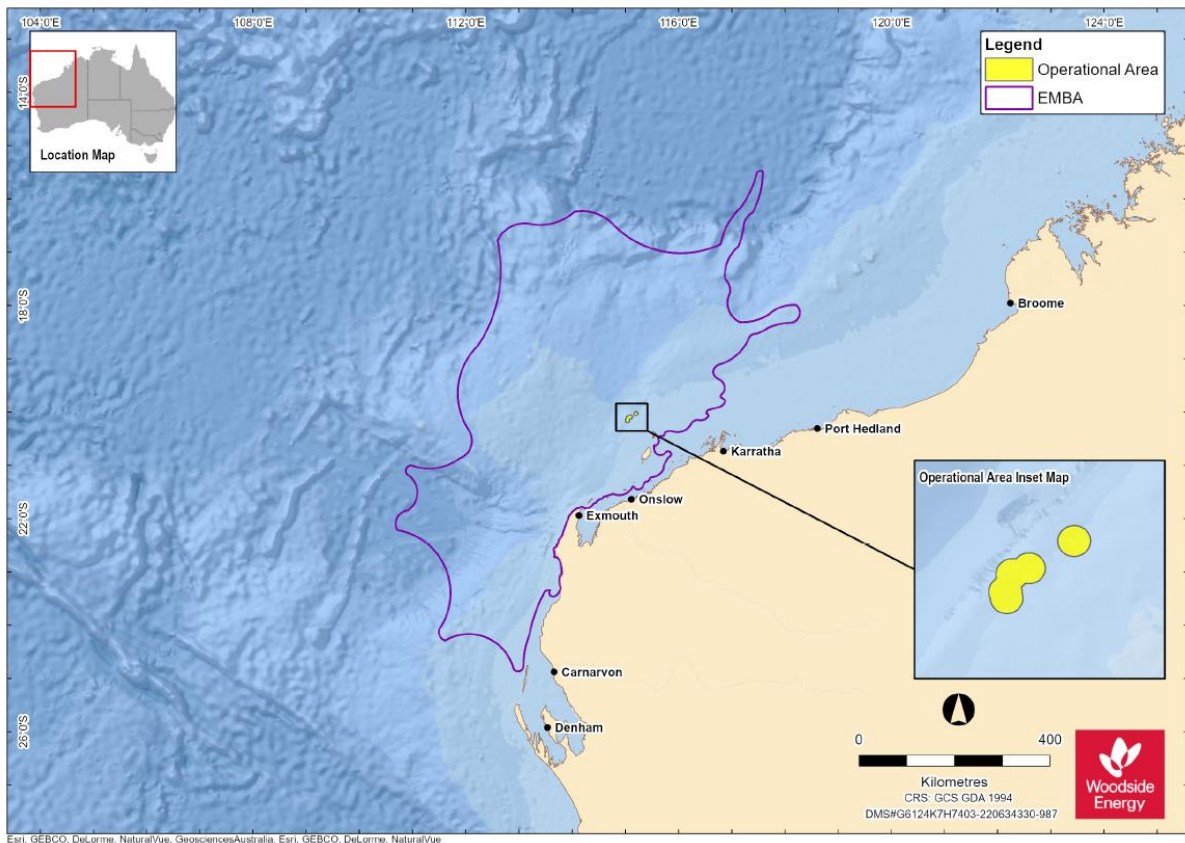 104°0'E
112°0'E
116°0'E
120°0'E
124°0'E
14°0'S
18°0'S
22°0'S
26°0'S
Location Map
Legend
Operational Area
EMBA
Broome
Port Hedland
Karratha
Onslow
Exmouth
Operational Area Inset Map
Carnarvon
Denham
0 400
Kilometres
CRS: GCS GDA 1994
DMS#G6124K7H7403-220634330-987
Woodside
Energy
Esri, GEBCO, DeLorme, NaturalVue, GeosciencesAustralia, Esri, GEBCO, DeLorme, NaturalVue